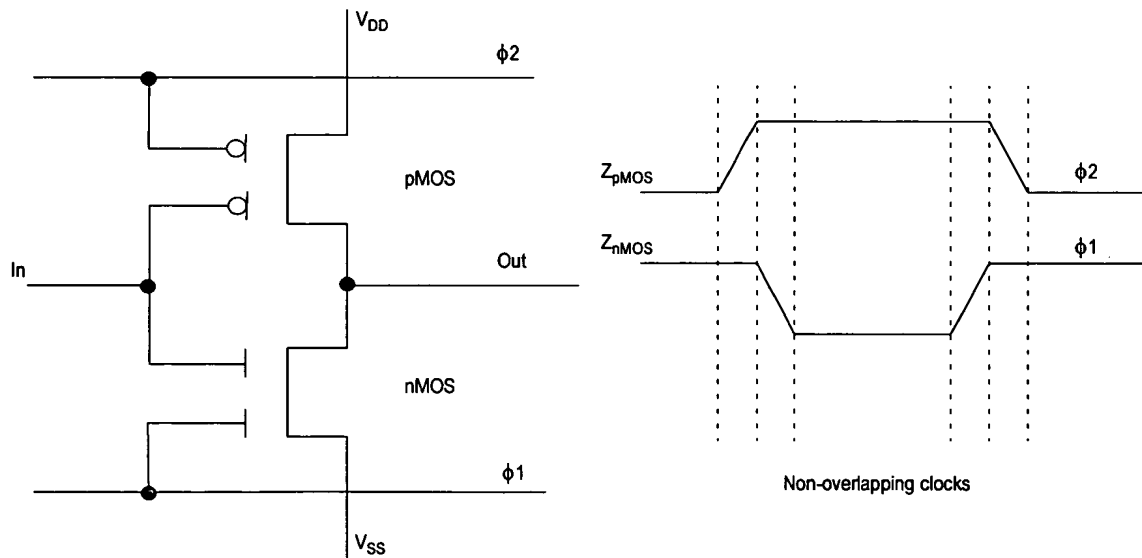 V_DD
ϕ2
pMOS
In
Out
nMOS
ϕ1
V_SS
Z_pMOS
ϕ2
Z_nMOS
ϕ1
Non-overlapping clocks